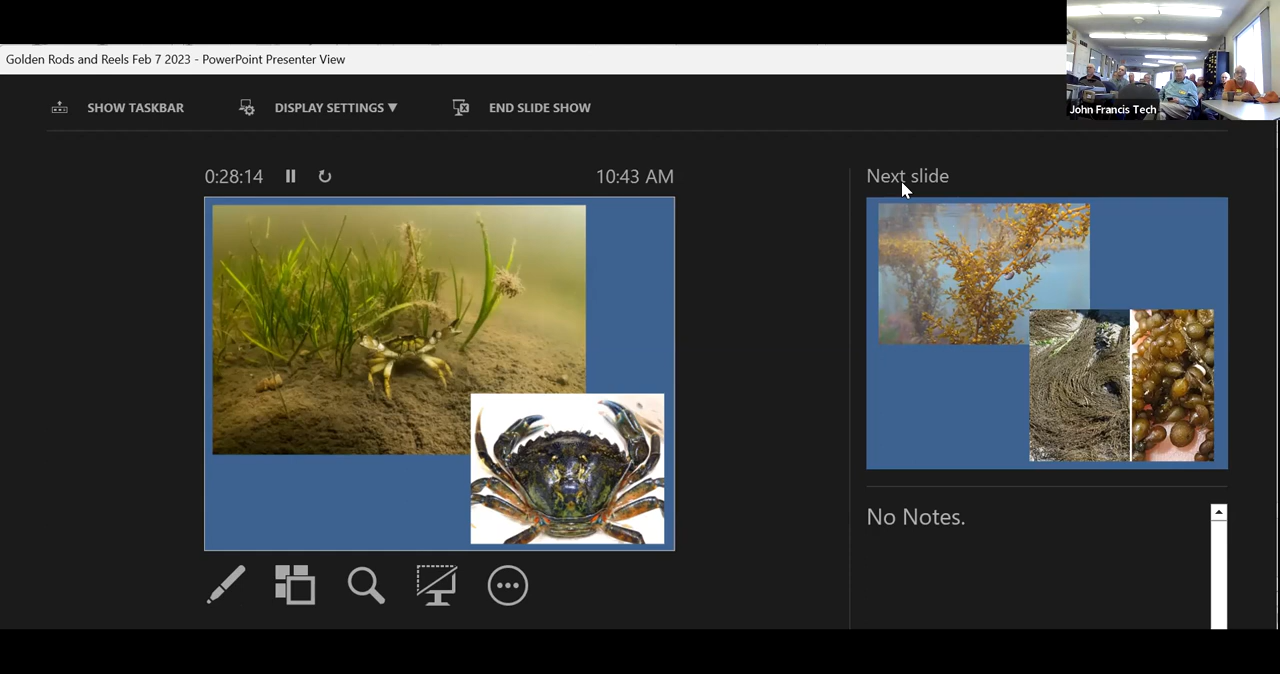 Golden Rods and Reels Feb 7 2023 - PowerPoint Presenter View
John Francis Tech
SHOW TASKBAR
DISPLAY SETTINGS ▼
END SLIDE SHOW
0:28:14
10:43 AM
Next slide
No Notes.